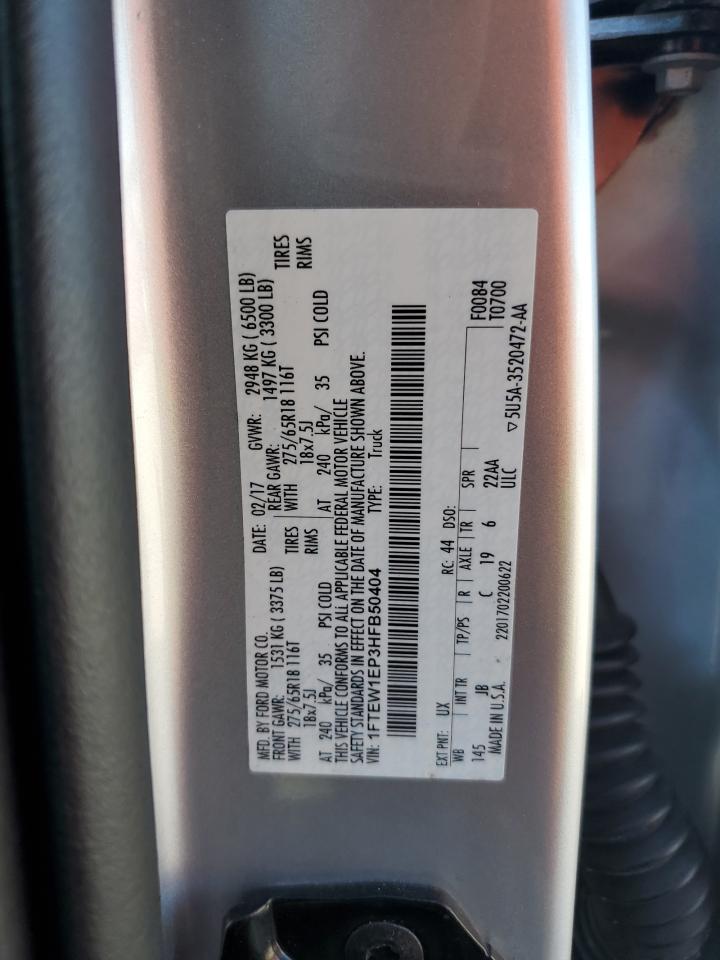 MFD. BY FORD MOTOR CO. DATE: 02/17 GVWR: 2948 KG ( 6500 LB)
FRONT GAWR: 1531 KG ( 3375 LB) REAR GAWR: 1497 KG ( 3300 LB)
WITH 275/65R18 116T TIRES WITH 275/65R18 116T TIRES
18x7.5J RIMS 18x7.5J RIMS
AT 240 kPa/ 35 PSI COLD AT 240 kPa/ 35 PSI COLD
THIS VEHICLE CONFORMS TO ALL APPLICABLE FEDERAL MOTOR VEHICLE
SAFETY STANDARDS IN EFFECT ON THE DATE OF MANUFACTURE SHOWN ABOVE.
VIN: 1FTEW1EP3HFB50404 TYPE: Truck
EXT PNT: UX RC: 44 DSO:
WB INT TR TP/PS R AXLE TR SPR F0084
145 JB C 19 6 22AA T0700
MADE IN U.S.A. 2201702200622 ULC ▽5U5A-3520472-AA